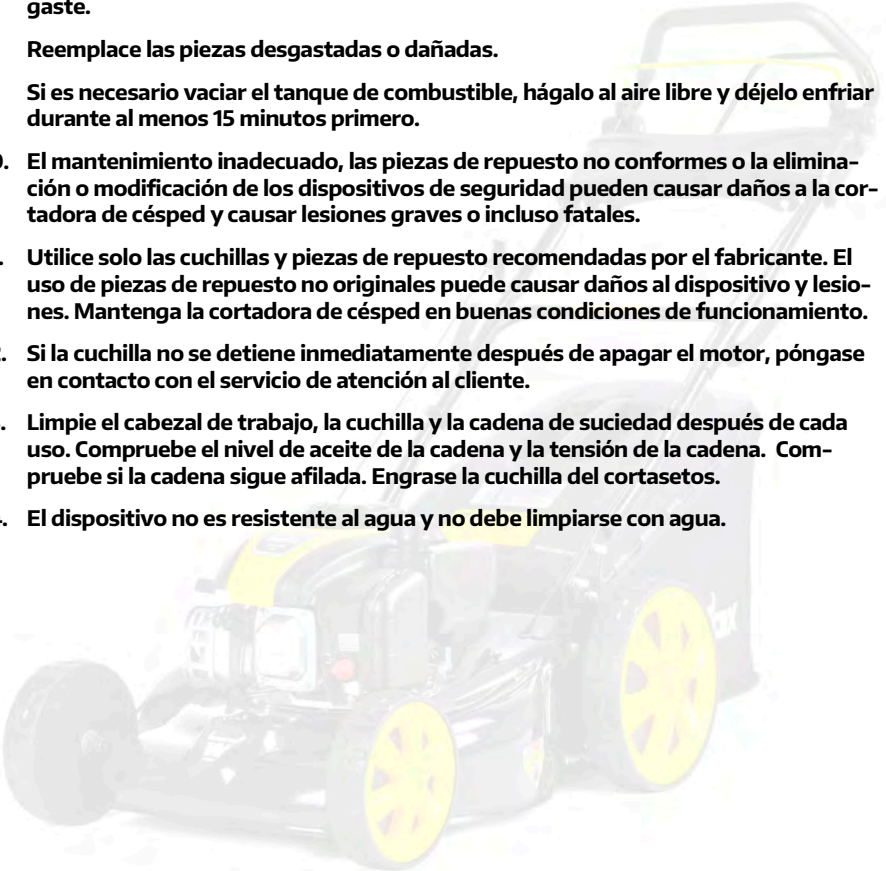 gaste.
Reemplace las piezas desgastadas o dañadas.
Si es necesario vaciar el tanque de combustible, hágalo al aire libre y déjelo enfriar
durante al menos 15 minutos primero.
0. El mantenimiento inadecuado, las piezas de repuesto no conformes o la elimina-
ción o modificación de los dispositivos de seguridad pueden causar daños a la cor-
tadora de césped y causar lesiones graves o incluso fatales.
. Utilice solo las cuchillas y piezas de repuesto recomendadas por el fabricante. El
uso de piezas de repuesto no originales puede causar daños al dispositivo y lesio-
nes. Mantenga la cortadora de césped en buenas condiciones de funcionamiento.
. Si la cuchilla no se detiene inmediatamente después de apagar el motor, póngase
en contacto con el servicio de atención al cliente.
. Limpie el cabezal de trabajo, la cuchilla y la cadena de suciedad después de cada
uso. Compruebe el nivel de aceite de la cadena y la tensión de la cadena. Com-
pruebe si la cadena sigue afilada. Engrase la cuchilla del cortasetos.
. El dispositivo no es resistente al agua y no debe limpiarse con agua.